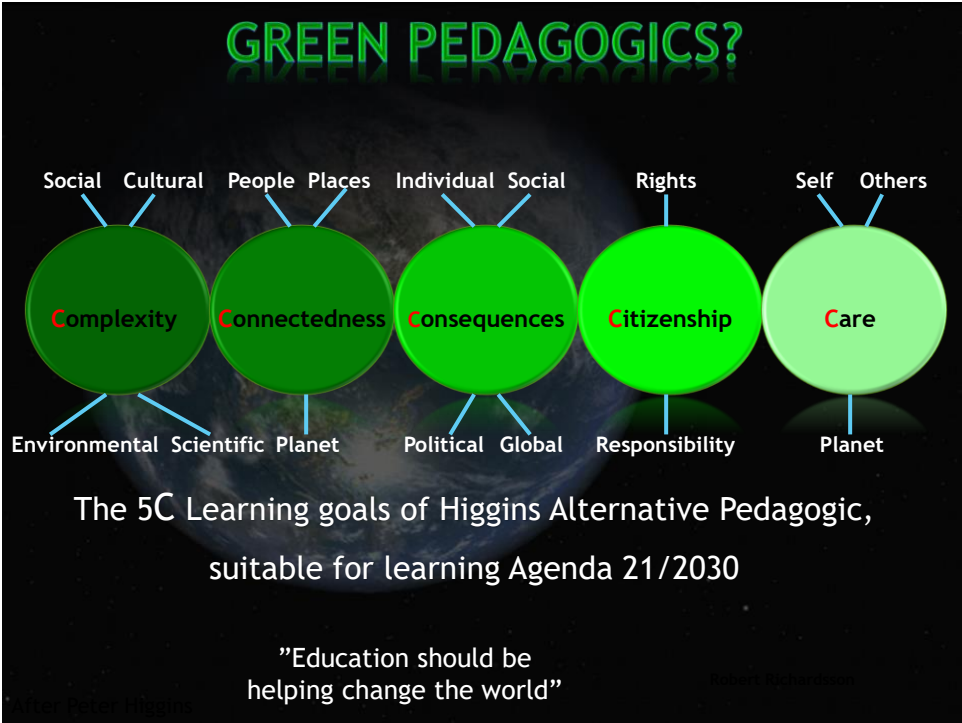 GREEN PEDAGOGICS?
Social Cultural People Places Individual Social Rights Self Others
Complexity Connectedness Consequences Citizenship Care
Environmental Scientific Planet Political Global Responsibility Planet
The 5C Learning goals of Higgins Alternative Pedagogic,
suitable for learning Agenda 21/2030
”Education should be
helping change the world”
Robert Richardsson
After Peter Higgins